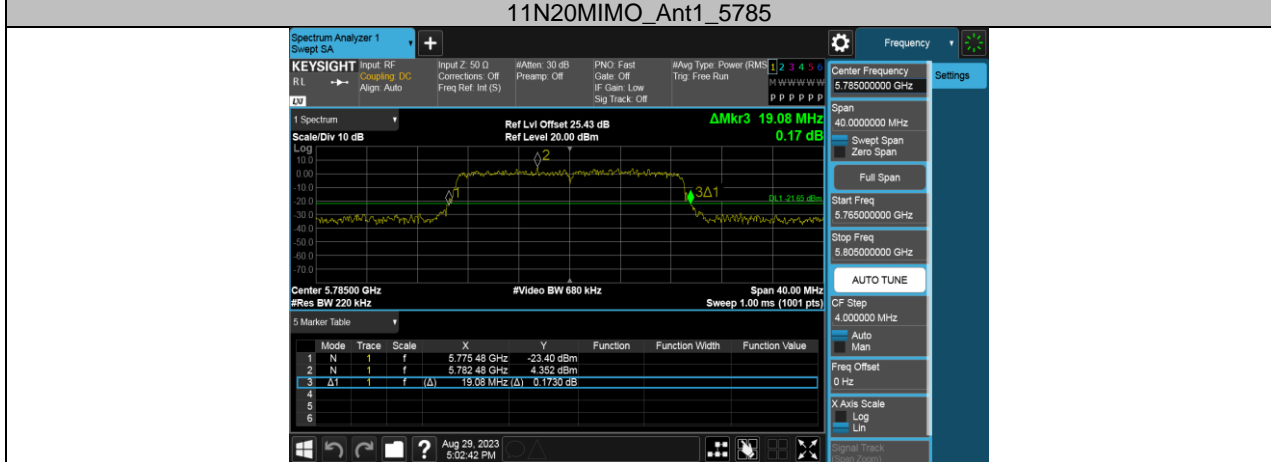 11N20MIMO_Ant1_5785
Spectrum Analyzer 1
Swept SA
Frequency
KEYSIGHT Input: RF Input Z: 50 Ω #Atten: 30 dB PNO: Fast #Avg Type: Power (RMS 1 2 3 4 5 6
RL Coupling: DC Corrections: Off Preamp: Off Gate: Off Trig: Free Run M W W W W W
Align: Auto Freq Ref: Int (S) IF Gain: Low P P P P P P
LXI Sig Track: Off
Center Frequency
5.785000000 GHz
Settings
Span
40.0000000 MHz
Swept Span
Zero Span
Full Span
Start Freq
5.765000000 GHz
Stop Freq
5.805000000 GHz
AUTO TUNE
CF Step
4.000000 MHz
Auto
Man
Freq Offset
0 Hz
X Axis Scale
Log
Lin
Signal Track
(Span Zoom)
1 Spectrum
Ref Lvl Offset 25.43 dB
ΔMkr3 19.08 MHz
Scale/Div 10 dB
Ref Level 20.00 dBm
0.17 dB
Log
10.0
0.00
-10.0
-20.0
-30.0
-40.0
-50.0
-60.0
-70.0
1
2
3Δ1
DL1 -21.65 dBm
Center 5.78500 GHz #Video BW 680 kHz Span 40.00 MHz
#Res BW 220 kHz Sweep 1.00 ms (1001 pts)
5 Marker Table
Mode Trace Scale X Y Function Function Width Function Value
1 N 1 f 5.775 48 GHz -23.40 dBm
2 N 1 f 5.782 48 GHz 4.352 dBm
3 Δ1 1 f (Δ) 19.08 MHz (Δ) 0.1730 dB
4
5
6
?
Aug 29, 2023
5:02:42 PM